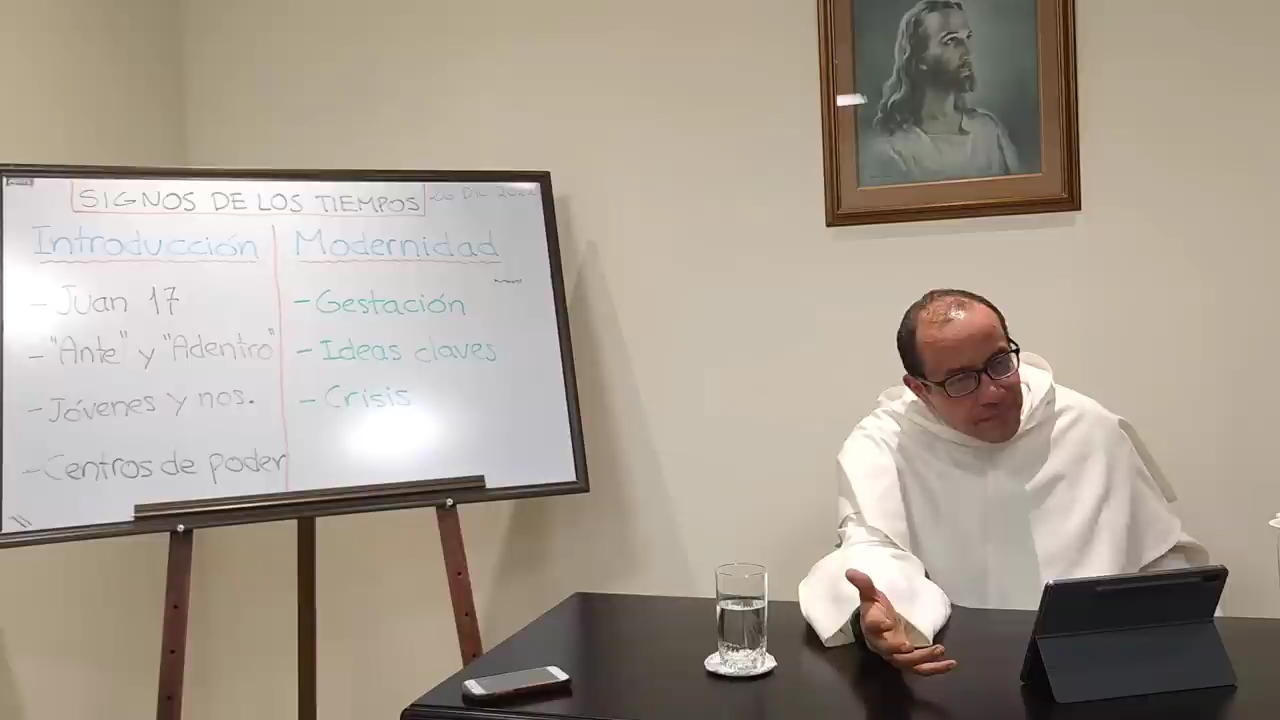 SIGNOS DE LOS TIEMPOS
Introducción
- Juan 17
- "Ante" y "Adentro"
- Jóvenes y nos.
- Centros de poder
Modernidad
- Gestación
- Ideas claves
- Crisis